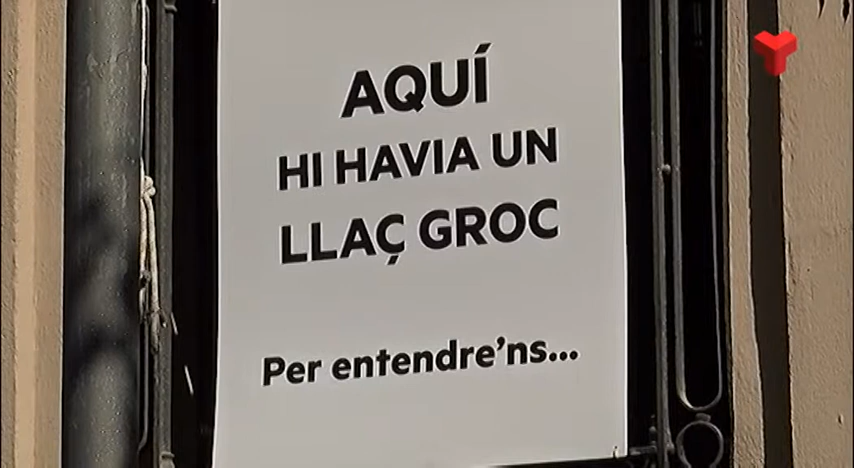 AQUÍ
HI HAVIA UN
LLAÇ GROC
Per entendre'ns...